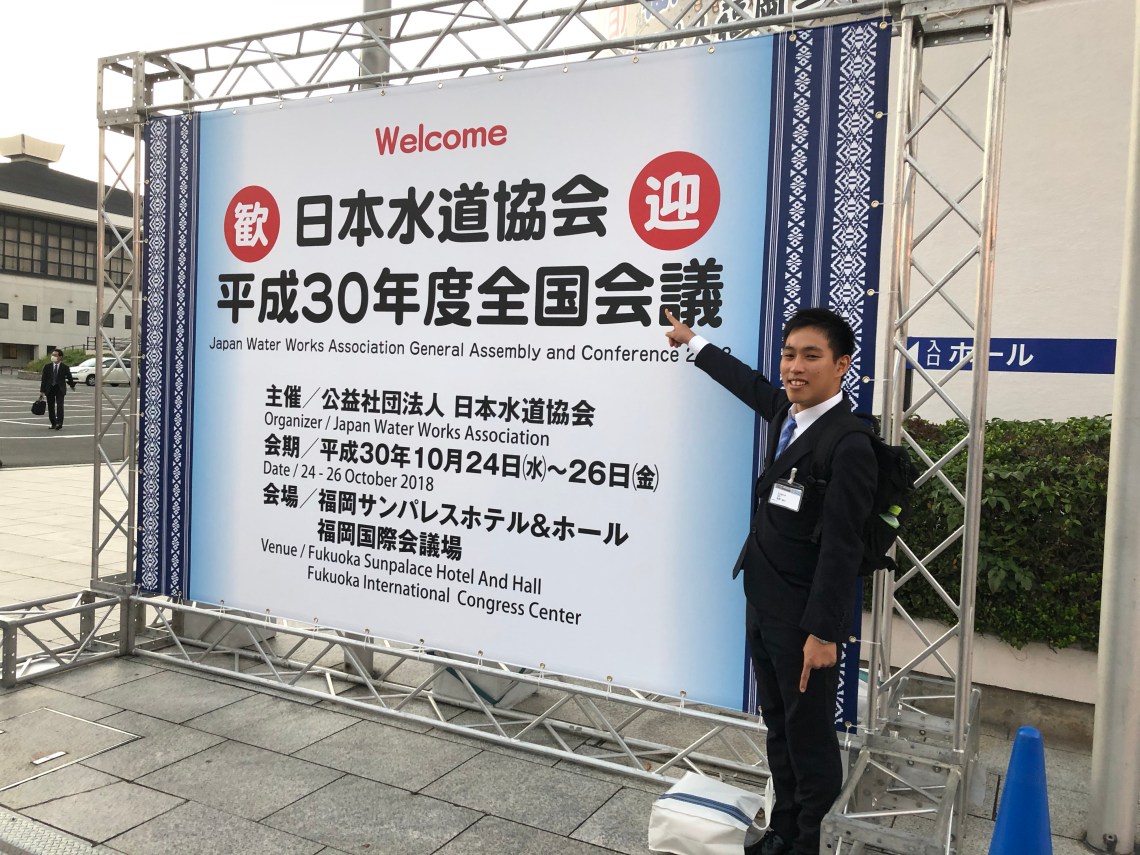 Welcome
歓 日本水道協会 迎
平成30年度全国会議
Japan Water Works Association General Assembly and Conference
主催／公益社団法人 日本水道協会
Organizer / Japan Water Works Association
会期／平成30年10月24日㈬～26日㈮
Date / 24 - 26 October 2018
会場／福岡サンパレスホテル&ホール
福岡国際会議場
Venue / Fukuoka Sunpalace Hotel And Hall
Fukuoka International Congress Center
入口 ホール